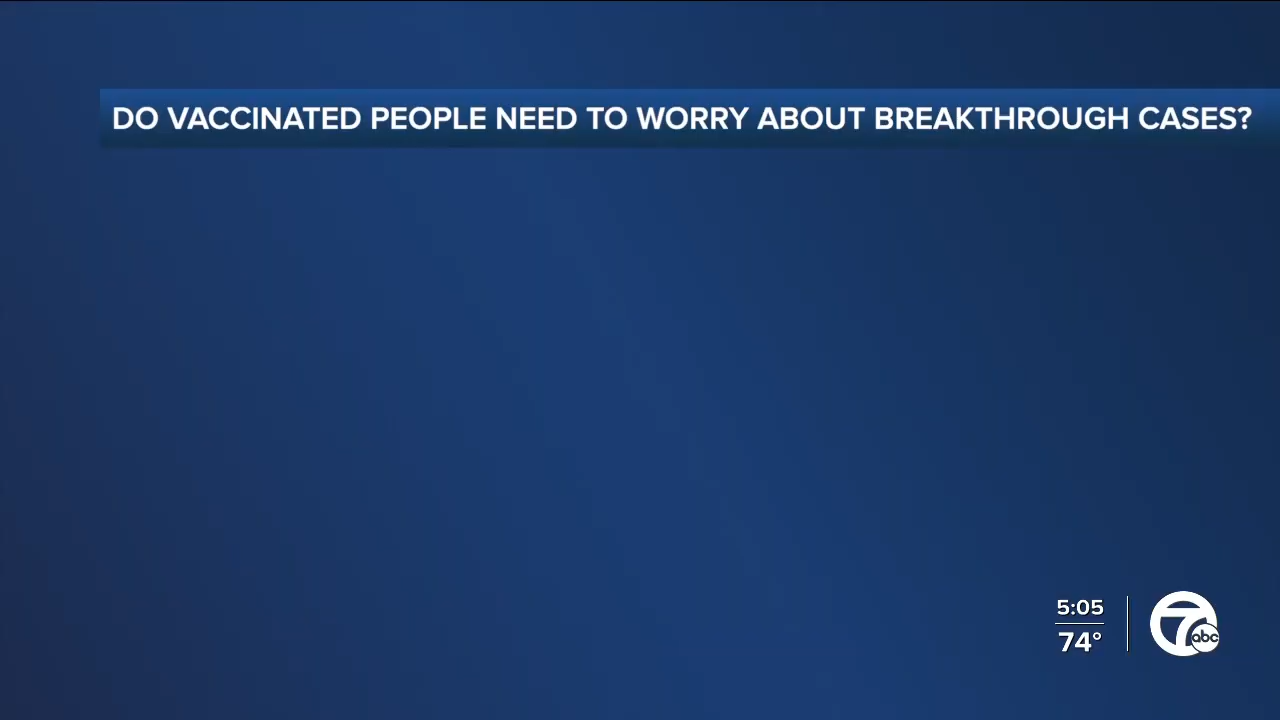 DO VACCINATED PEOPLE NEED TO WORRY ABOUT BREAKTHROUGH CASES?
5:05
74°
7
abc